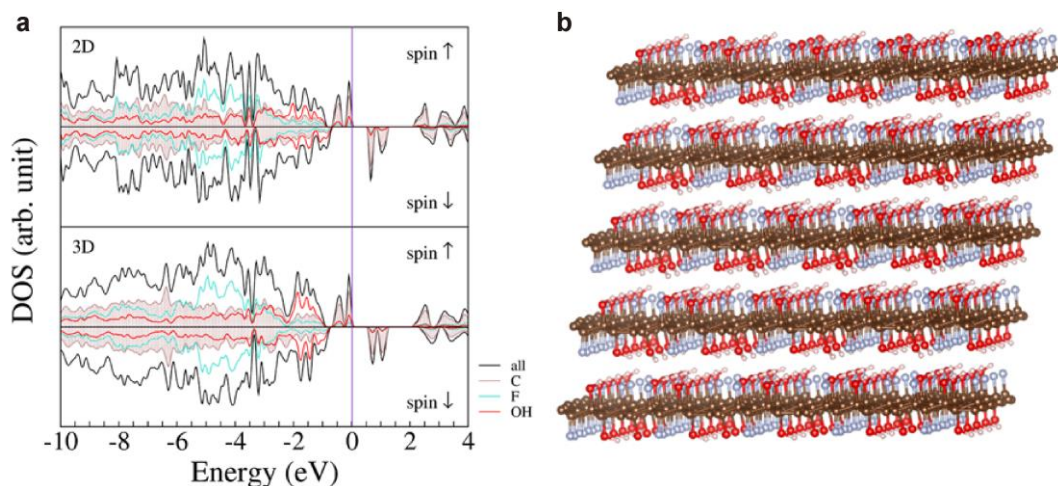 a
b
2D
spin ↑
spin ↓
3D
spin ↑
spin ↓
DOS (arb. unit)
all
C
F
OH
-10 -8 -6 -4 -2 0 2 4
Energy (eV)